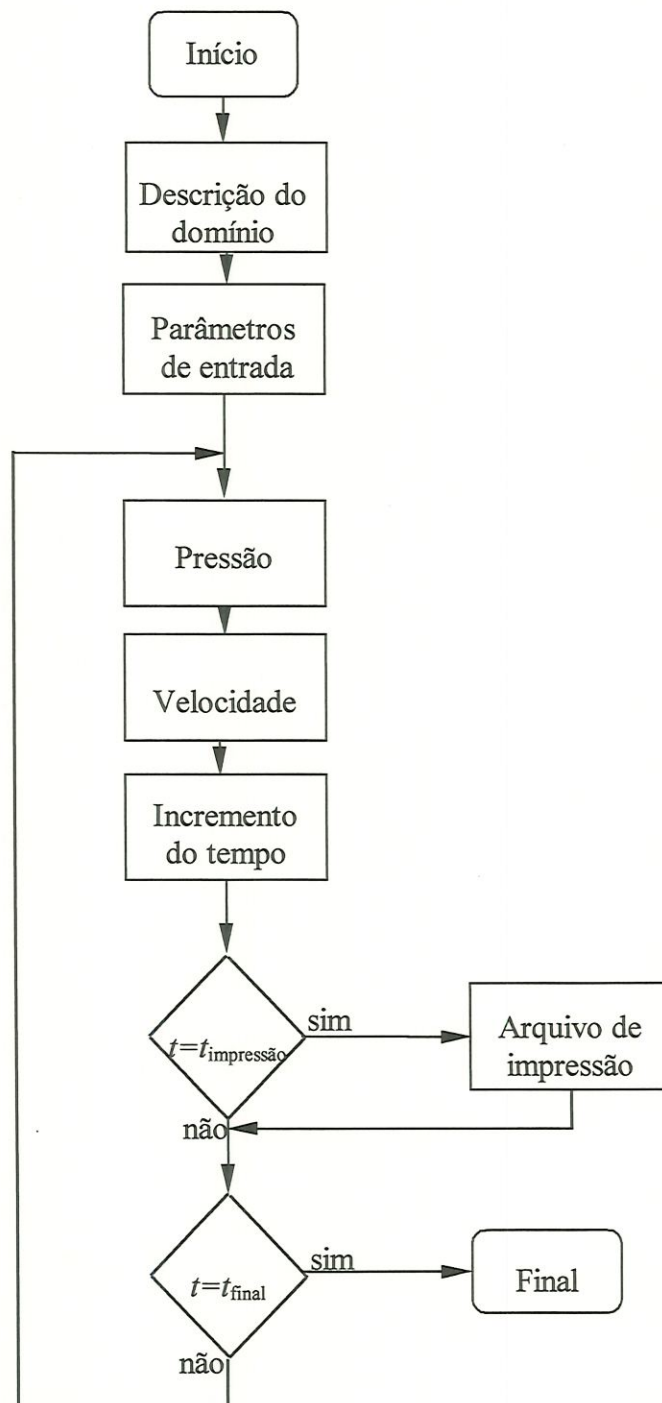 Início
Descrição do
domínio
Parâmetros
de entrada
Pressão
Velocidade
Incremento
do tempo
t=timpressão
sim
Arquivo de
impressão
não
t=tfinal
sim
Final
não